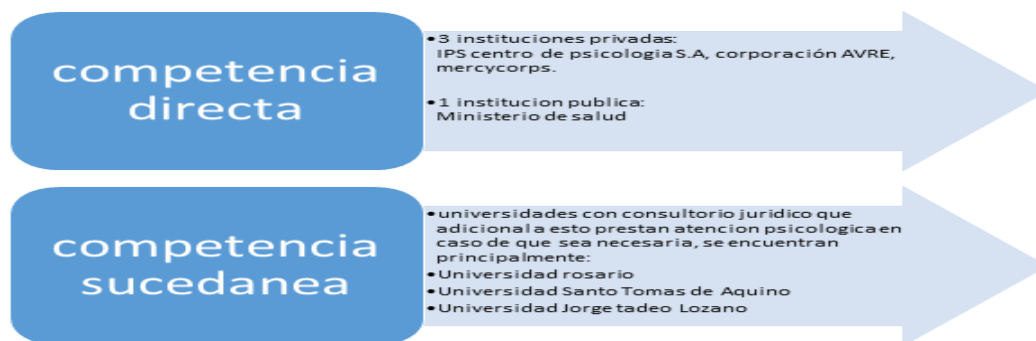 competencia
directa
•3 instituciones privadas:
IPS centro de psicologia S.A, corporación AVRE,
mercycorps.
•1 institucion publica:
Ministerio de salud
competencia
sucedanea
•universidades con consultorio juridico que
adicional a esto prestan atencion psicologica en
caso de que sea necesaria, se encuentran
principalmente:
•Universidad rosario
•Universidad Santo Tomas de Aquino
•Universidad Jorge tadeo Lozano